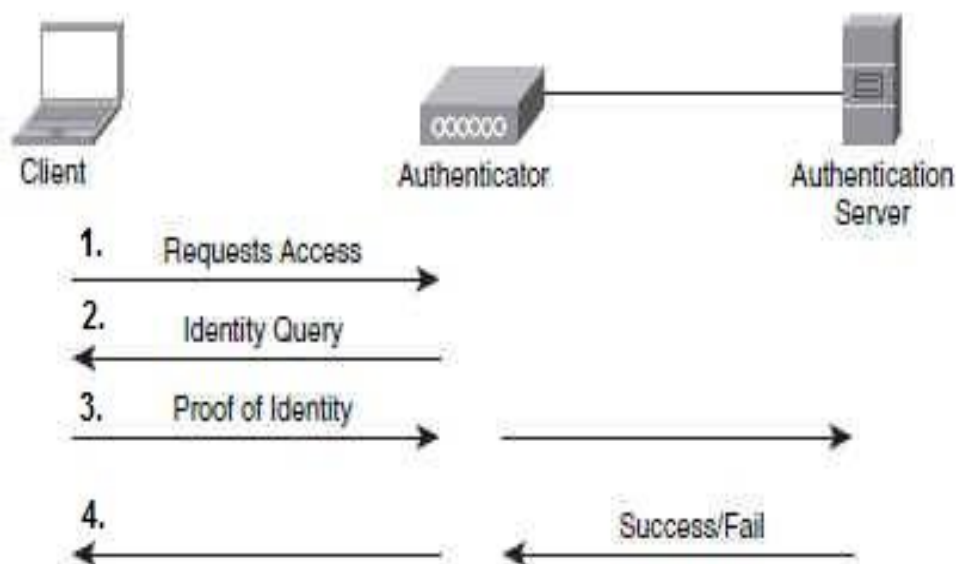 Client
Authenticator
Authentication
Server
1. Requests Access
2. Identity Query
3. Proof of Identity
4. Success/Fail